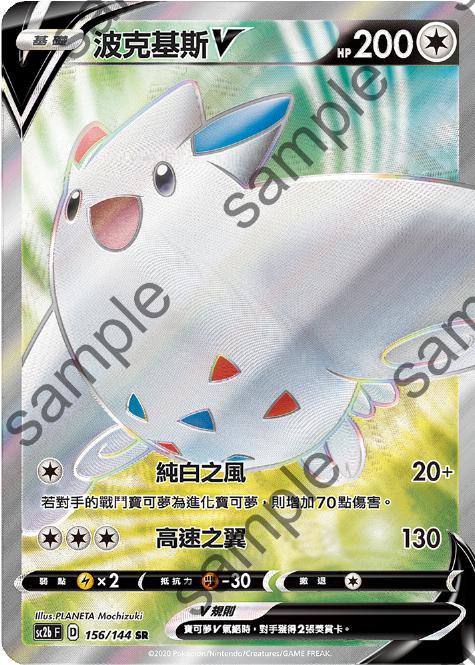 基礎 波克基斯V HP200
sample
sample
sample
sample
純白之風 20+
若對手的戰鬥寶可夢為進化寶可夢，則增加70點傷害。
高速之翼 130
弱點 ×2 抵抗力 -30 撤退
Illus.PLANETA Mochizuki
sc2b F D 156/144 SR
V規則
寶可夢V氣絕時，對手獲得2張獎賞卡。
©2020 Pokémon/Nintendo/Creatures/GAME FREAK.